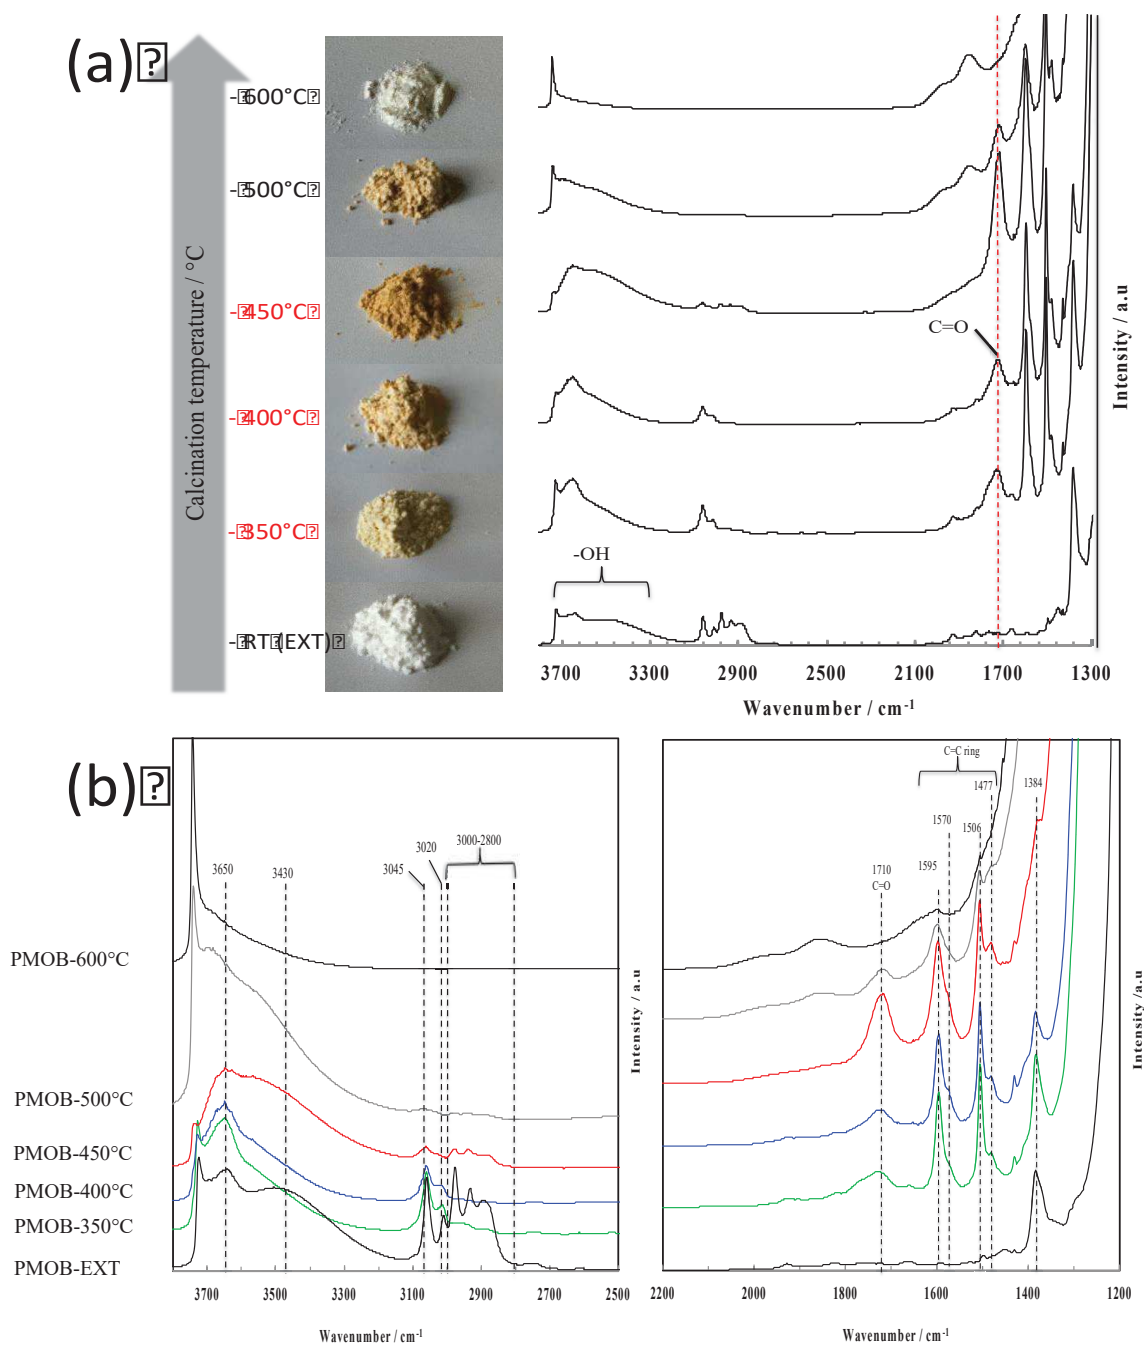 (a)
Calcination temperature / °C
- 600°C
- 500°C
- 450°C
- 400°C
- 350°C
- RT (EXT)
C=O
-OH
Intensity / a.u
3700 3300 2900 2500 2100 1700 1300
Wavenumber / cm-1
(b)
3650
3430
3045
3020
3000-2800
PMOB-600°C
PMOB-500°C
PMOB-450°C
PMOB-400°C
PMOB-350°C
PMOB-EXT
Intensity / a.u
3700 3500 3300 3100 2900 2700 2500
Wavenumber / cm-1
C=C ring
1710
C=O
1595
1570
1506
1477
1384
Intensity /a.u
2200 2000 1800 1600 1400 1200
Wavenumber / cm-1